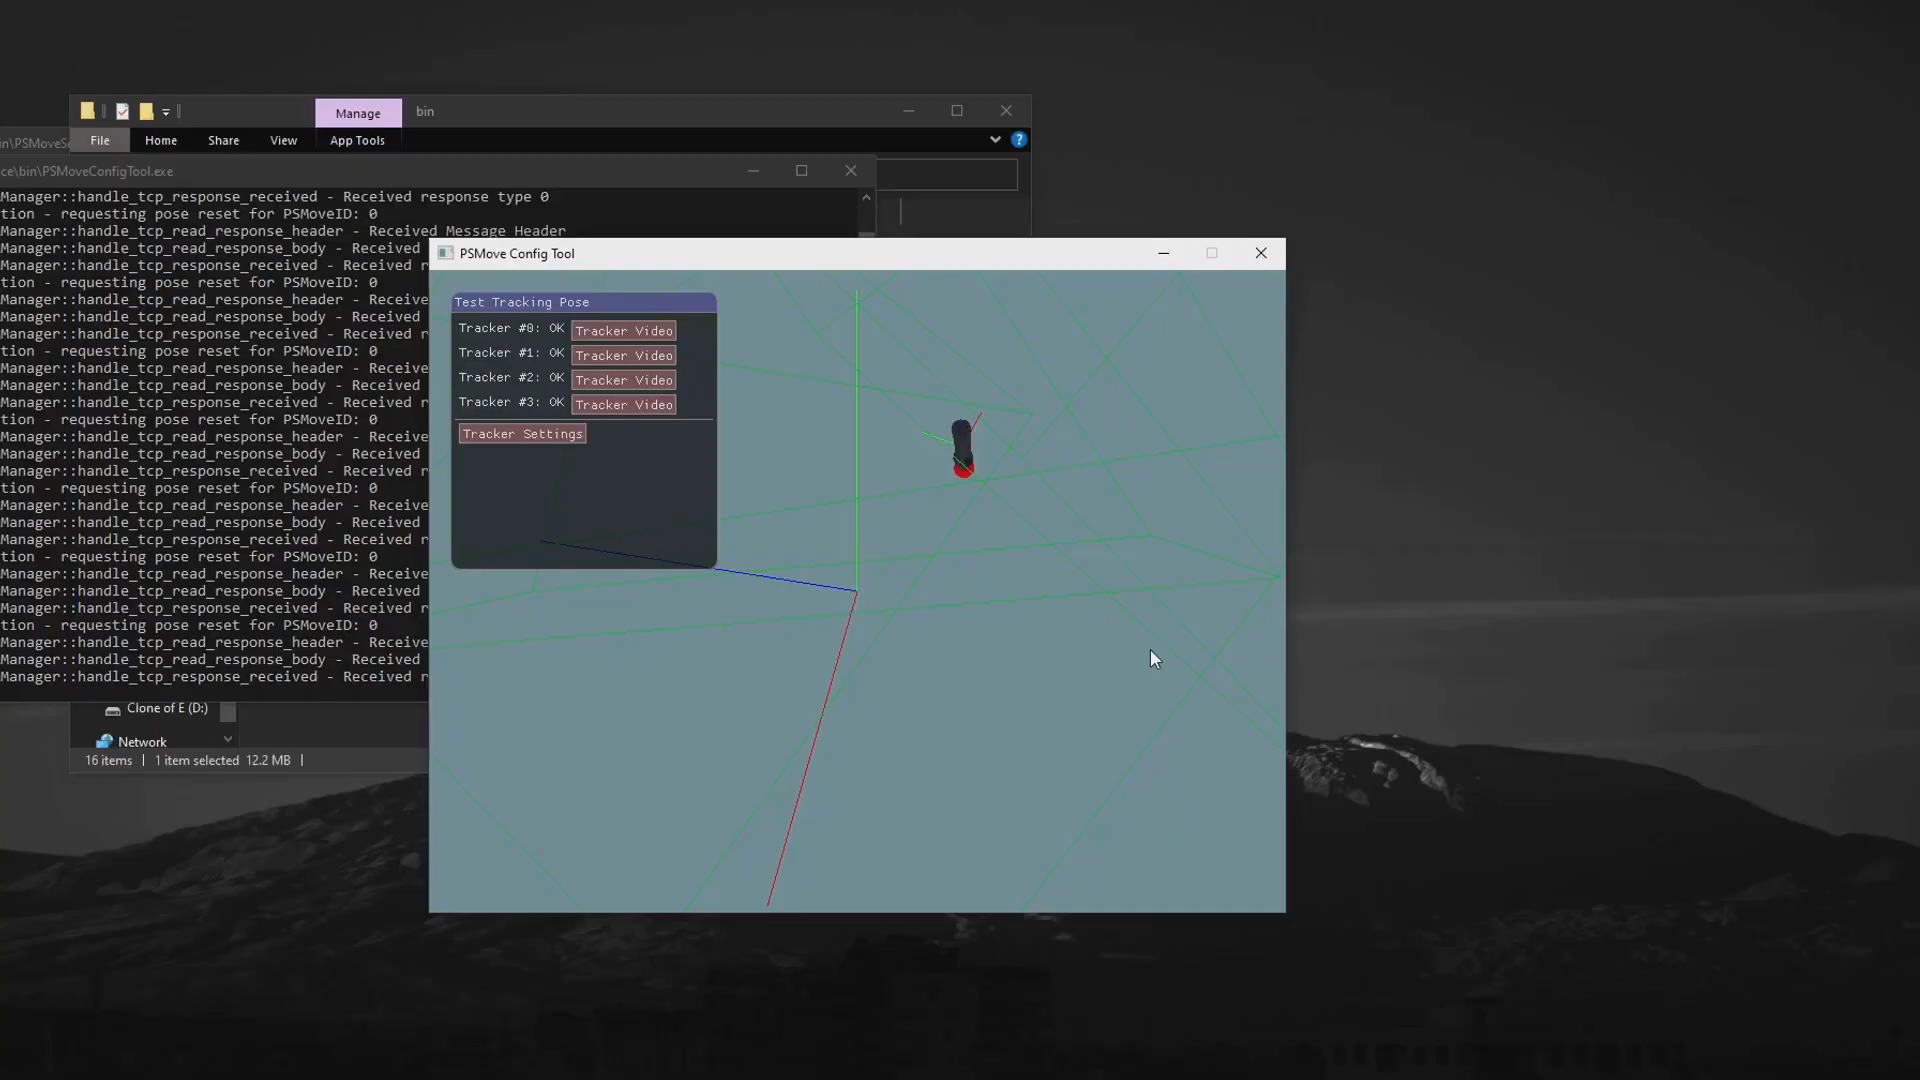 Manage
bin
in\PSMoveSe
File
Home
Share
View
App Tools
ce\bin\PSMoveConfigTool.exe
Manager::handle_tcp_response_received - Received response type 0
tion - requesting pose reset for PSMoveID: 0
Manager::handle_tcp_read_response_header - Received Message Header
Manager::handle_tcp_read_response_body - Received
Manager::handle_tcp_response_received - Received r
tion - requesting pose reset for PSMoveID: 0
Manager::handle_tcp_read_response_header - Receive
Manager::handle_tcp_read_response_body - Received
Manager::handle_tcp_response_received - Received r
tion - requesting pose reset for PSMoveID: 0
Manager::handle_tcp_read_response_header - Receive
Manager::handle_tcp_read_response_body - Received
Manager::handle_tcp_response_received - Received r
tion - requesting pose reset for PSMoveID: 0
Manager::handle_tcp_read_response_header - Receive
Manager::handle_tcp_read_response_body - Received
Manager::handle_tcp_response_received - Received r
tion - requesting pose reset for PSMoveID: 0
Manager::handle_tcp_read_response_header - Receive
Manager::handle_tcp_read_response_body - Received
Manager::handle_tcp_response_received - Received r
tion - requesting pose reset for PSMoveID: 0
Manager::handle_tcp_read_response_header - Receive
Manager::handle_tcp_read_response_body - Received
Manager::handle_tcp_response_received - Received r
tion - requesting pose reset for PSMoveID: 0
Manager::handle_tcp_read_response_header - Receive
Manager::handle_tcp_read_response_body - Received
Manager::handle_tcp_response_received - Received r
PSMove Config Tool
Test Tracking Pose
Tracker #0: OK Tracker Video
Tracker #1: OK Tracker Video
Tracker #2: OK Tracker Video
Tracker #3: OK Tracker Video
Tracker Settings
Clone of E (D:)
Network
16 items | 1 item selected 12.2 MB |